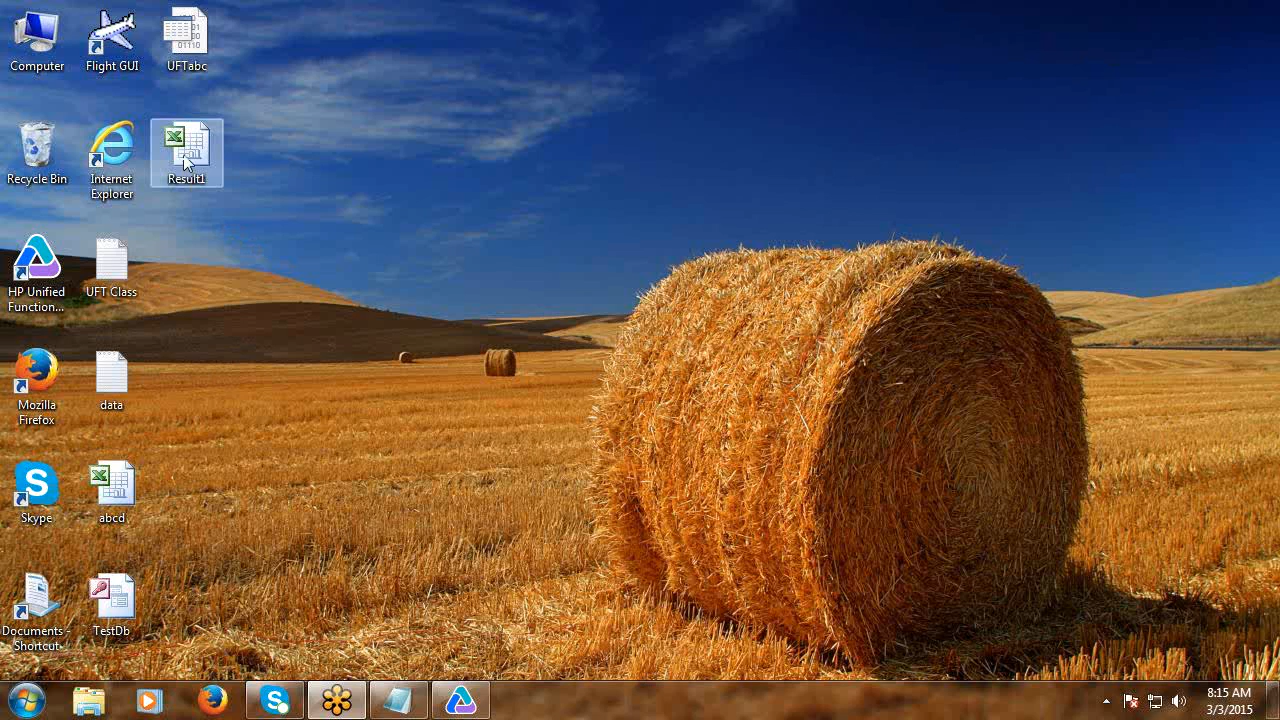 Computer
Flight GUI
UFTabc
Recycle Bin
Internet
Explorer
Result1
HP Unified
Function...
UFT Class
Mozilla
Firefox
data
Skype
abcd
Documents -
Shortcut
TestDb
8:15 AM
3/3/2015